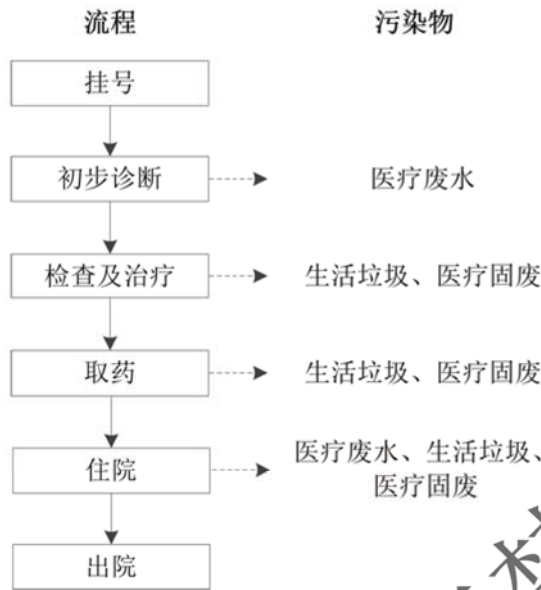 流程 污染物
挂号
初步诊断 医疗废水
检查及治疗 生活垃圾、医疗固废
取药 生活垃圾、医疗固废
住院 医疗废水、生活垃圾、
医疗固废
出院